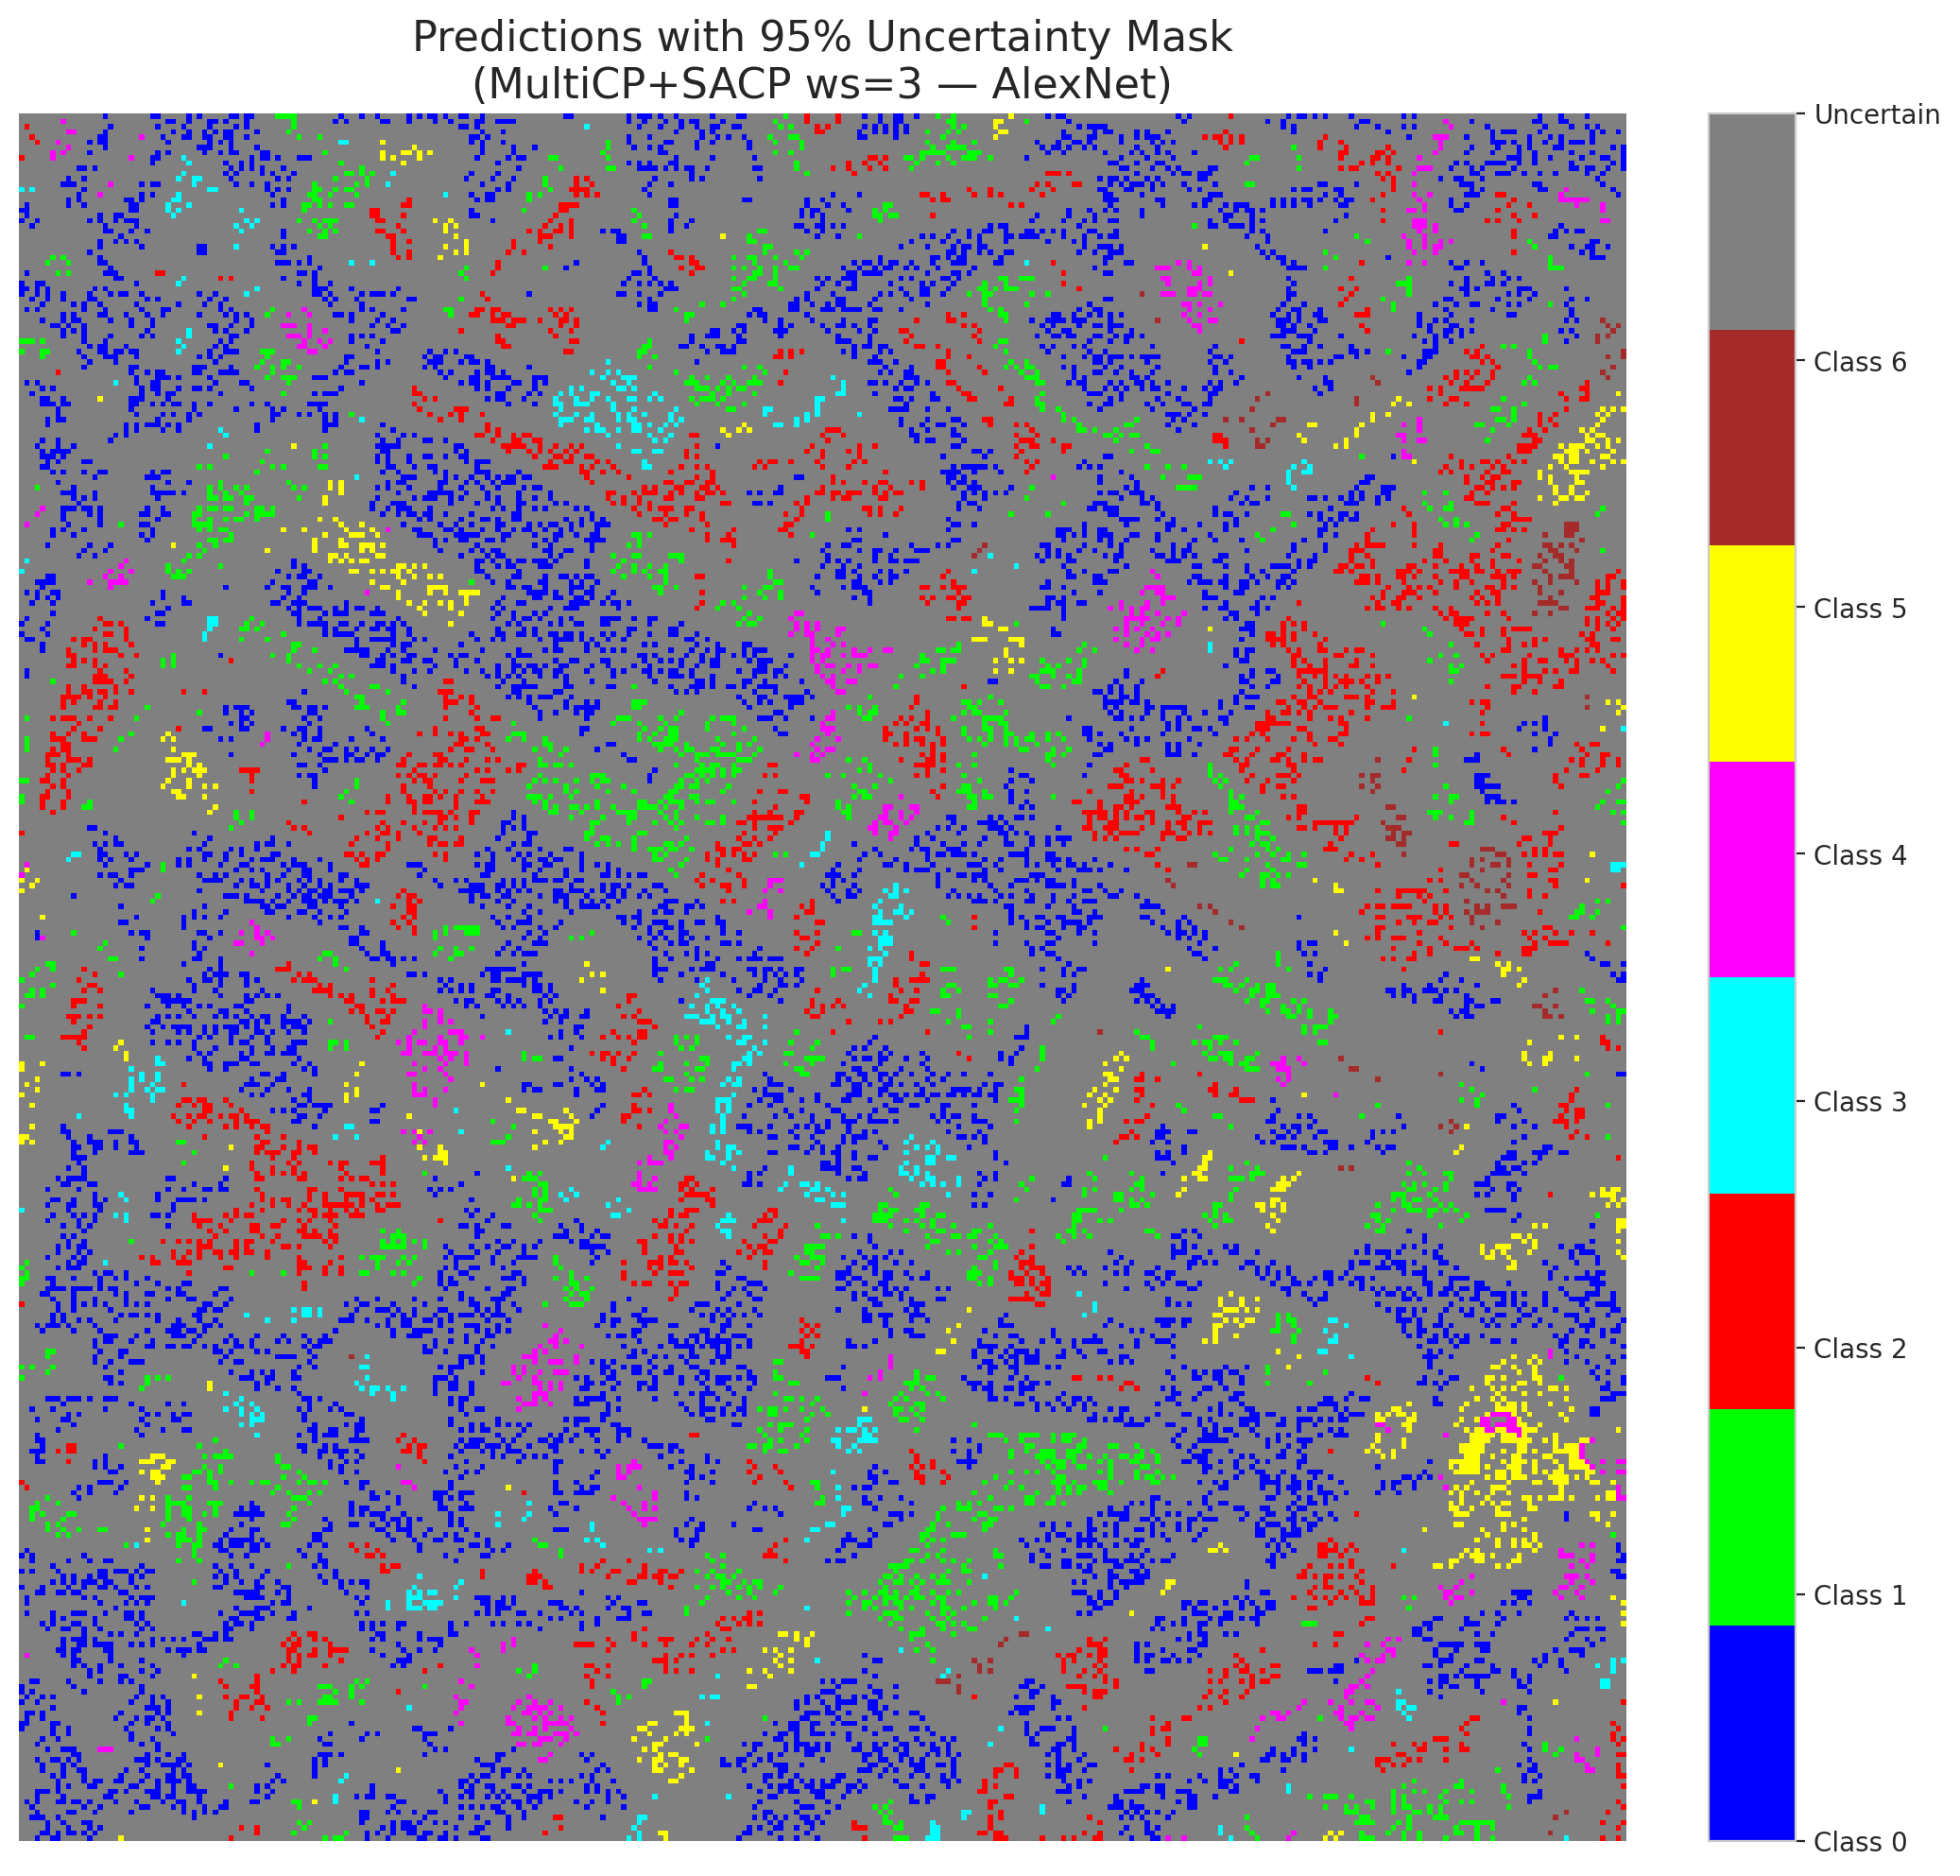 Predictions with 95% Uncertainty Mask
(MultiCP+SACP ws=3 — AlexNet)
Uncertain
Class 6
Class 5
Class 4
Class 3
Class 2
Class 1
Class 0